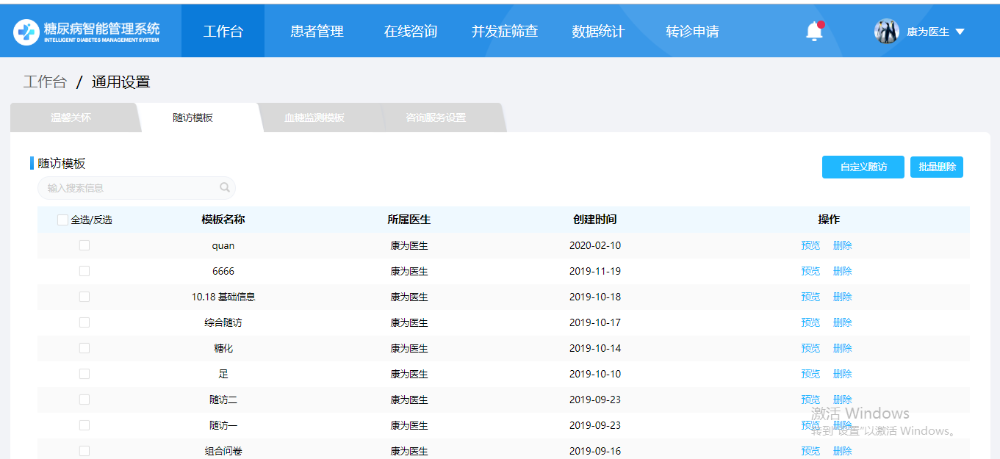 糖尿病智能管理系统
INTELLIGENT DIABETES MANAGEMENT SYSTEM
工作台 患者管理 在线咨询 并发症筛查 数据统计 转诊申请 康为医生
工作台 / 通用设置
温馨关怀 随访模板 血糖监测模板 咨询服务设置
随访模板
自定义随访 批量删除
输入搜索信息
全选/反选 模板名称 所属医生 创建时间 操作
quan 康为医生 2020-02-10 预览 删除
6666 康为医生 2019-11-19 预览 删除
10.18 基础信息 康为医生 2019-10-18 预览 删除
综合随访 康为医生 2019-10-17 预览 删除
糖化 康为医生 2019-10-14 预览 删除
足 康为医生 2019-10-10 预览 删除
随访二 康为医生 2019-09-23 预览 删除
激活 Windows
随访一 康为医生 2019-09-23 预览 删除
转到"设置"以激活 Windows。
组合问卷 康为医生 2019-09-16 预览 删除